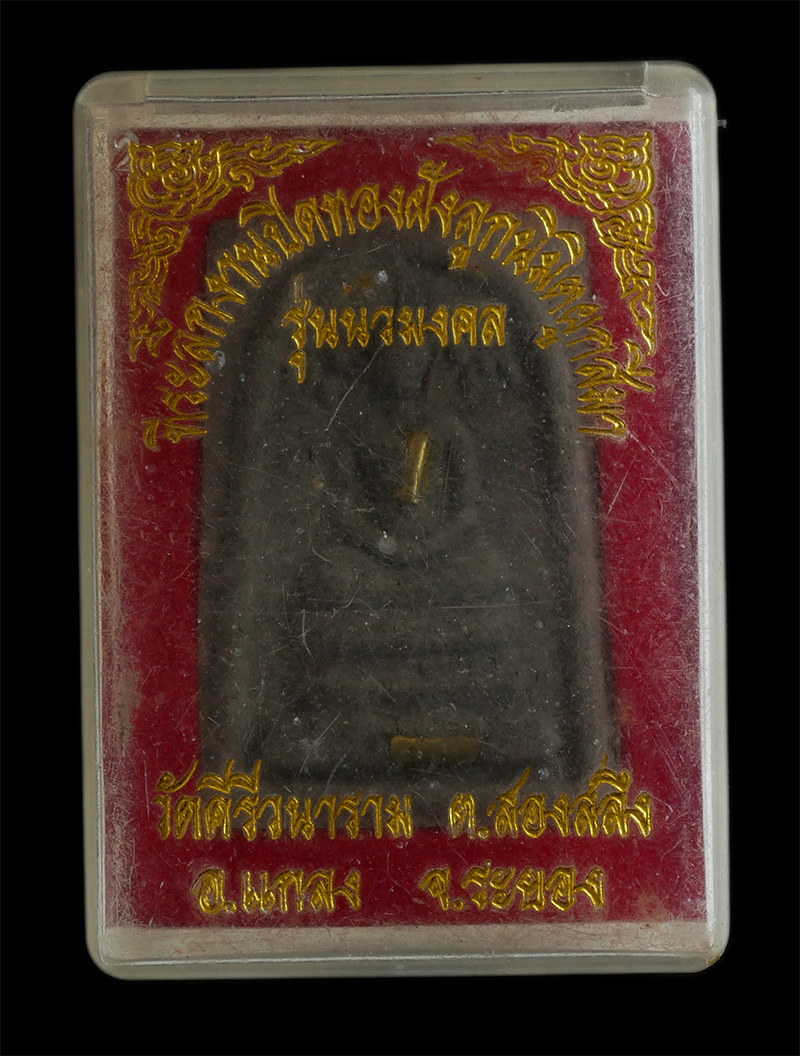 ที่ระลึกงานปิดทองฝังลูกนิมิตผูกสีมา
รุ่นนวมงคล
วัดคีรีวนาราม ต.สองสลึง
อ.แกลง จ.ระยอง